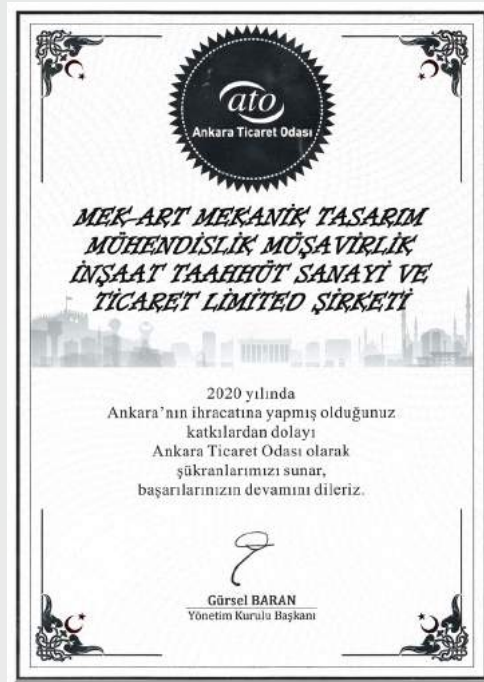 ato
Ankara Ticaret Odası
MEK-ART MEKANİK TASARIM
MÜHENDİSLİK MÜŞAVİRLİK
İNŞAAT TAAHHÜT SANAYİ VE
TİCARET LİMİTED ŞİRKETİ
2020 yılında
Ankara'nın ihracatına yapmış olduğunuz
katkılardan dolayı
Ankara Ticaret Odası olarak
şükranlarımızı sunar,
başarılarınızın devamını dileriz.
Gürsel BARAN
Yönetim Kurulu Başkanı